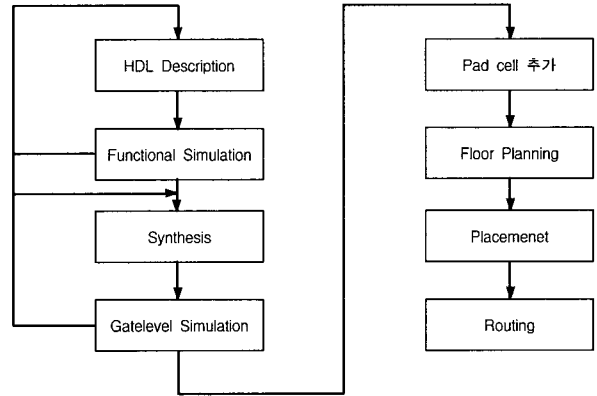 HDL Description
Functional Simulation
Synthesis
Gatelevel Simulation
Pad cell 추가
Floor Planning
Placemenet
Routing